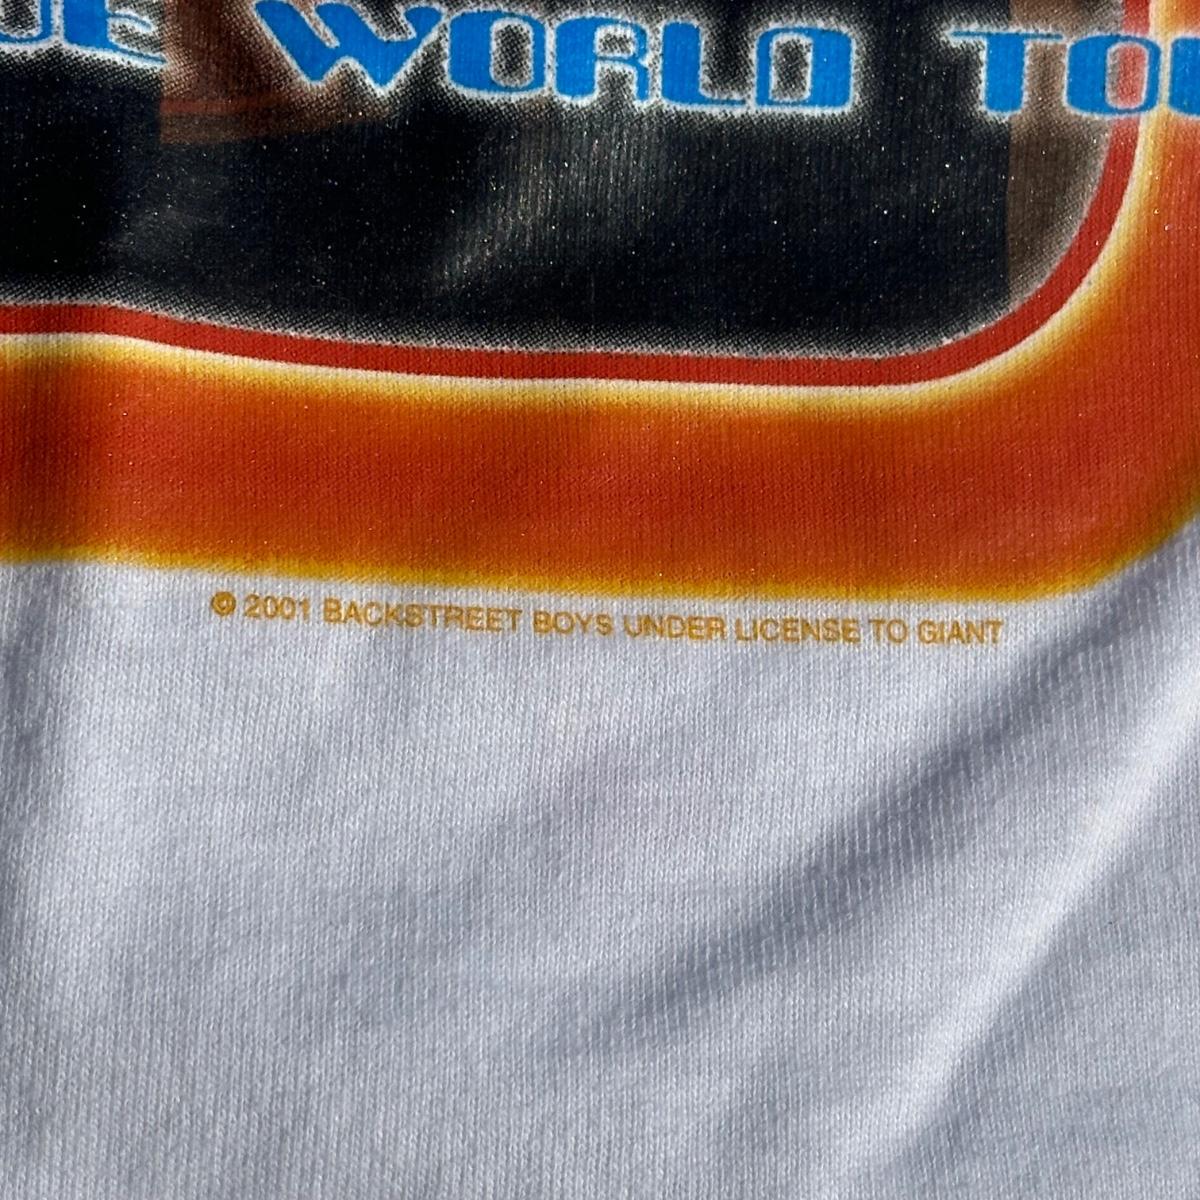 WORLD
© 2001 BACKSTREET BOYS UNDER LICENSE TO GIANT